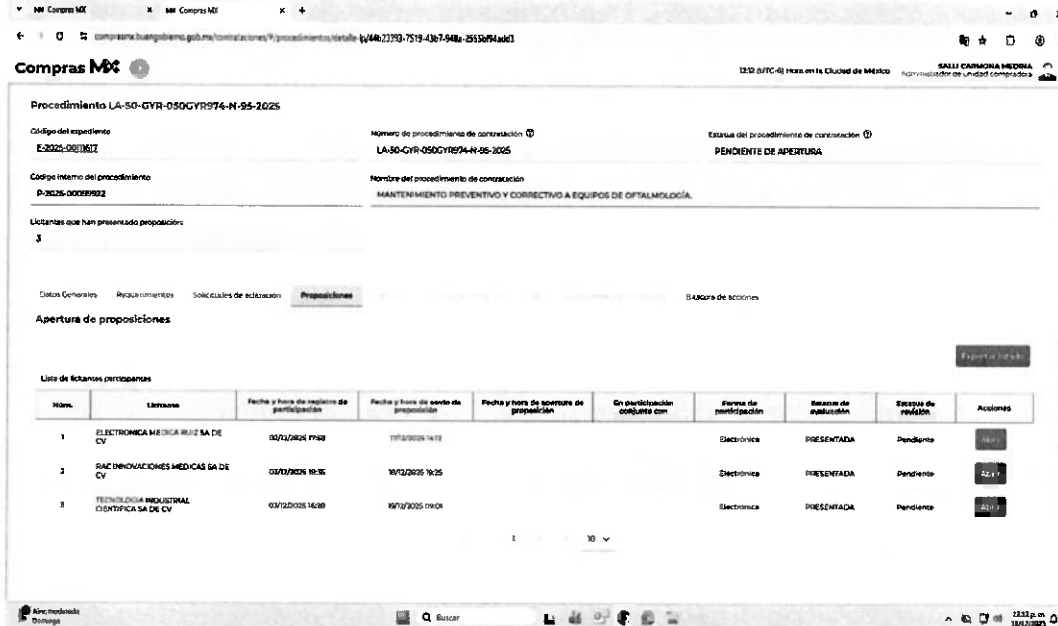 Compras MX Compras MX
Compras MX
12:12 (UTC-6) Hora en la Ciudad de México
SALLI CARMONA MEDINA
Administrador de unidad compradora
Procedimiento LA-50-GYR-050GYR974-N-95-2025
Código del expediente
E-2025-00111617
Número de procedimiento de contratación
LA-50-GYR-050GYR974-N-95-2025
Estatus del procedimiento de contratación
PENDIENTE DE APERTURA
Código interno del procedimiento
P-2025-00099922
Nombre del procedimiento de contratación
MANTENIMIENTO PREVENTIVO Y CORRECTIVO A EQUIPOS DE OFTALMOLOGÍA.
Licitantes que han presentado proposición:
3
Datos Generales Requerimientos Solicitudes de aclaración Proposiciones Bitácora de acciones
Apertura de proposiciones
Exportar listado
Lista de licitantes participantes
Núm. Licitante Fecha y hora de registro de participación Fecha y hora de envío de proposición Fecha y hora de apertura de proposición En participación conjunta con Forma de participación Estatus de evaluación Estatus de revisión Acciones
1 ELECTRONICA MEDICA RUIZ SA DE CV Electrónica PRESENTADA Pendiente Abrir
2 RAC INNOVACIONES MEDICAS SA DE CV 18/12/2025 19:25 Electrónica PRESENTADA Pendiente Abrir
3 TECNOLOGIA INDUSTRIAL CIENTIFICA SA DE CV 03/12/2025 16:28 19/12/2025 09:01 Electrónica PRESENTADA Pendiente Abrir
1 10
Buscar